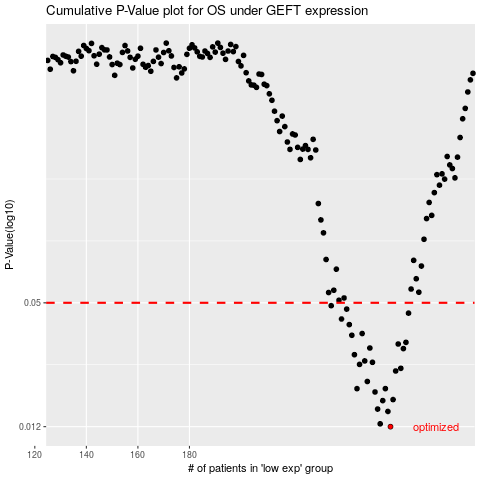 Cumulative P-Value plot for OS under GEFT expression
P-Value(log10)
0.05
0.012
optimized
120 140 160 180
# of patients in 'low exp' group